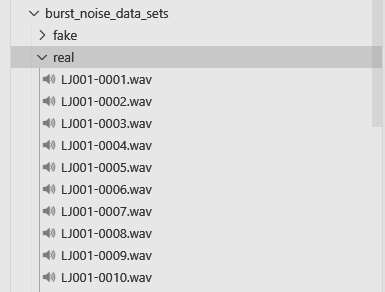 burst_noise_data_sets
fake
real
LJ001-0001.wav
LJ001-0002.wav
LJ001-0003.wav
LJ001-0004.wav
LJ001-0005.wav
LJ001-0006.wav
LJ001-0007.wav
LJ001-0008.wav
LJ001-0009.wav
LJ001-0010.wav